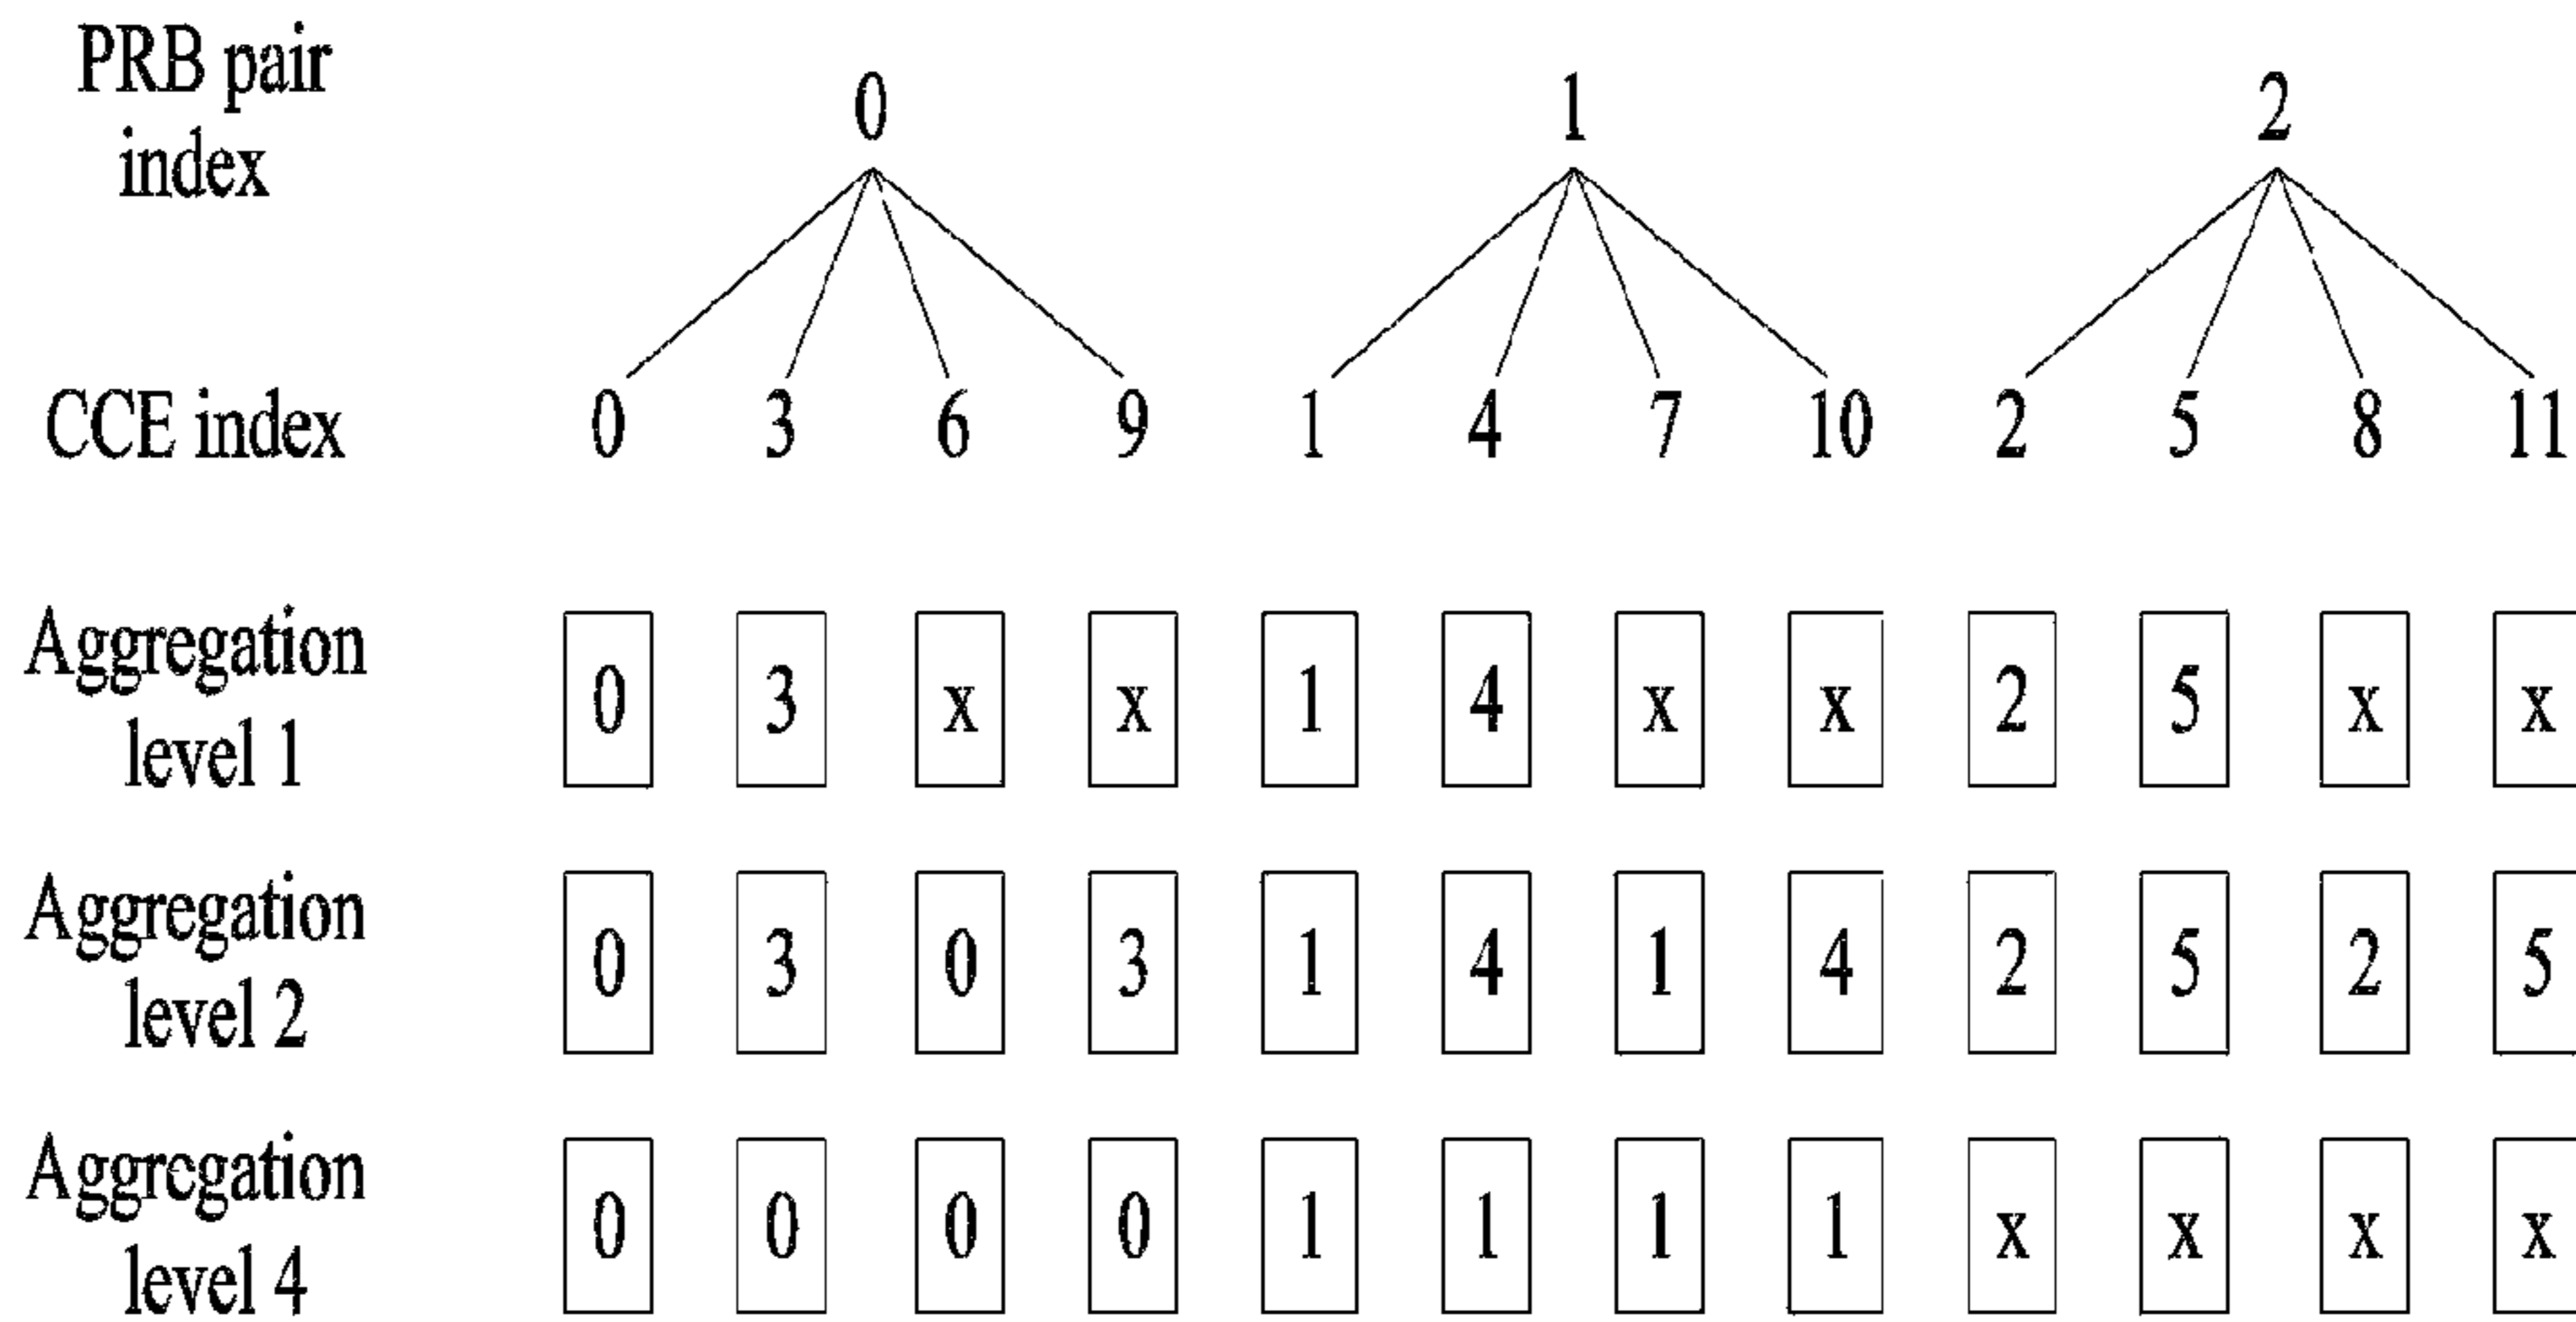 PRB pair
index
0 1 2
CCE index 0 3 6 9 1 4 7 10 2 5 8 11
Aggregation
level 1
0 3 x x 1 4 x x 2 5 x x
Aggregation
level 2
0 3 0 3 1 4 1 4 2 5 2 5
Aggregation
level 4
0 0 0 0 1 1 1 1 x x x x